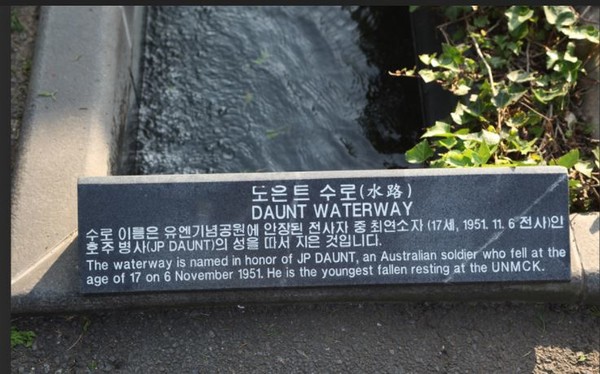 도은트 수로(水路)
DAUNT WATERWAY
수로 이름은 유엔기념공원에 안장된 전사자 중 최연소자 (17세, 1951. 11. 6 전사)인
호주 병사(JP DAUNT)의 성을 따서 지은 것입니다.
The waterway is named in honor of JP DAUNT, an Australian soldier who fell at the
age of 17 on 6 November 1951. He is the youngest fallen resting at the UNMCK.